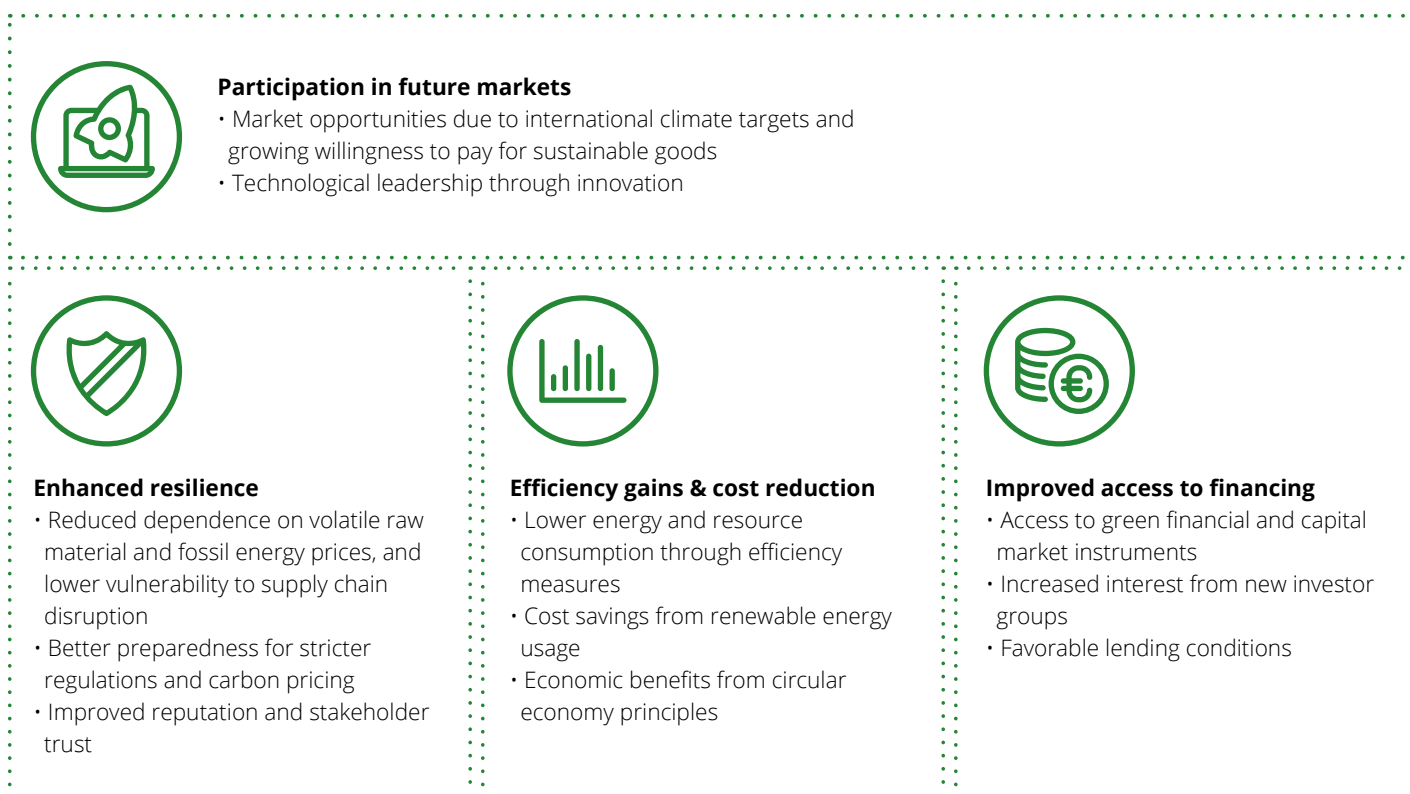 Participation in future markets
• Market opportunities due to international climate targets and
growing willingness to pay for sustainable goods
• Technological leadership through innovation
Enhanced resilience
• Reduced dependence on volatile raw
material and fossil energy prices, and
lower vulnerability to supply chain
disruption
• Better preparedness for stricter
regulations and carbon pricing
• Improved reputation and stakeholder
trust
Efficiency gains & cost reduction
• Lower energy and resource
consumption through efficiency
measures
• Cost savings from renewable energy
usage
• Economic benefits from circular
economy principles
€
Improved access to financing
• Access to green financial and capital
market instruments
• Increased interest from new investor
groups
• Favorable lending conditions